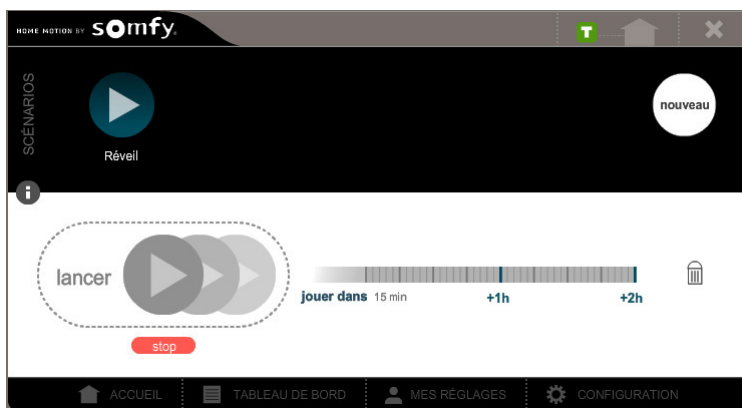 HOME MOTION BY somfy.
T
SCÉNARIOS
Réveil
nouveau
i
lancer
jouer dans 15 min +1h +2h
stop
ACCUEIL TABLEAU DE BORD MES RÉGLAGES CONFIGURATION